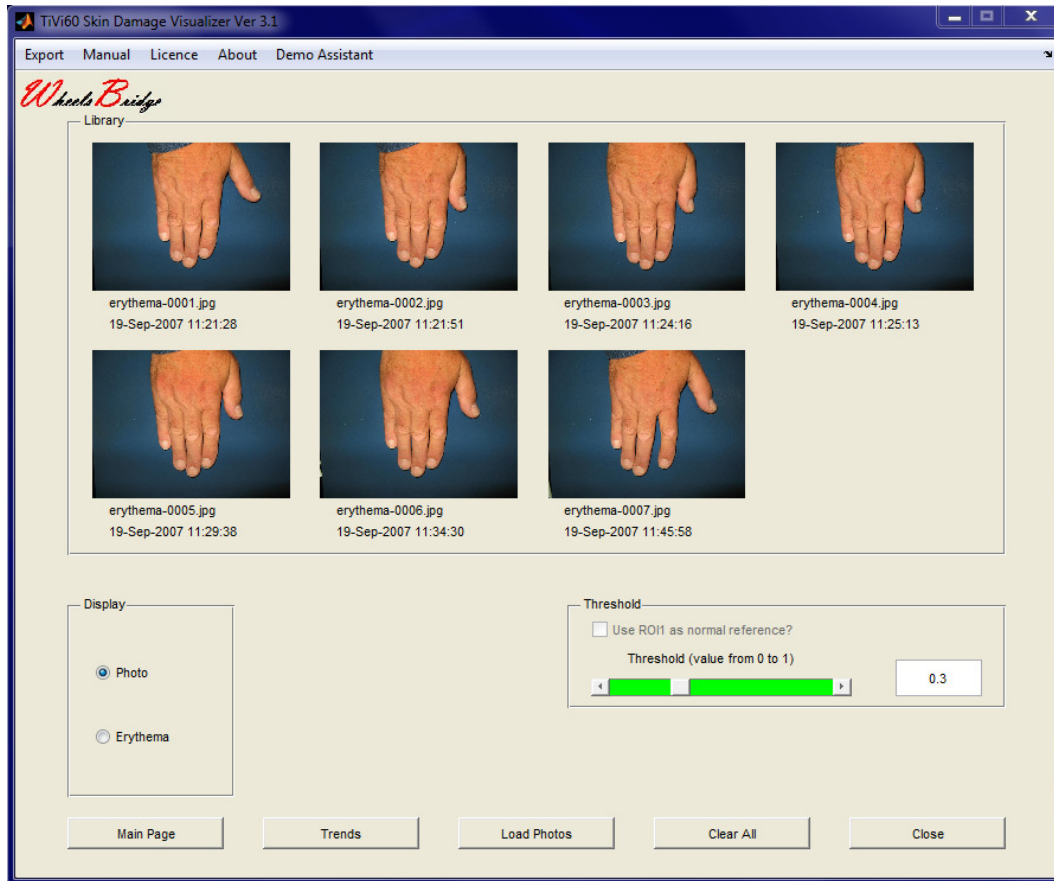 TiVi60 Skin Damage Visualizer Ver 3.1
Export Manual Licence About Demo Assistant
WheelsBridge
Library
erythema-0001.jpg erythema-0002.jpg erythema-0003.jpg erythema-0004.jpg
19-Sep-2007 11:21:28 19-Sep-2007 11:21:51 19-Sep-2007 11:24:16 19-Sep-2007 11:25:13
erythema-0005.jpg erythema-0006.jpg erythema-0007.jpg
19-Sep-2007 11:29:38 19-Sep-2007 11:34:30 19-Sep-2007 11:45:58
Display
Photo
Erythema
Threshold
Use ROI1 as normal reference?
Threshold (value from 0 to 1)
0.3
Main Page Trends Load Photos Clear All Close